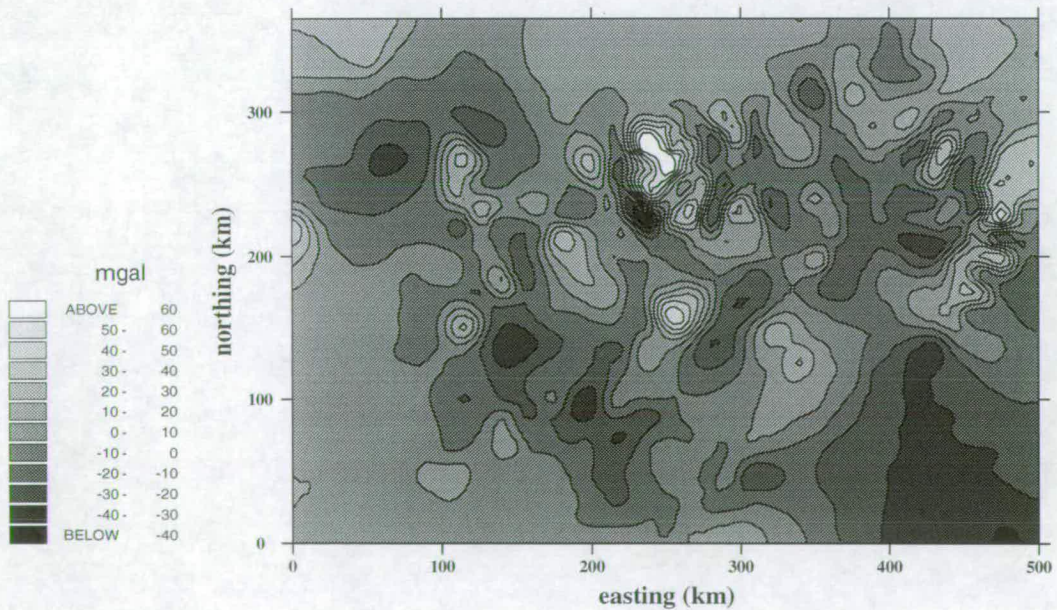 mgal
ABOVE 60
50 - 60
40 - 50
30 - 40
20 - 30
10 - 20
0 - 10
-10 - 0
-20 - -10
-30 - -20
-40 - -30
BELOW -40
northing (km)
300
200
100
0
0 100 200 300 400 500
easting (km)